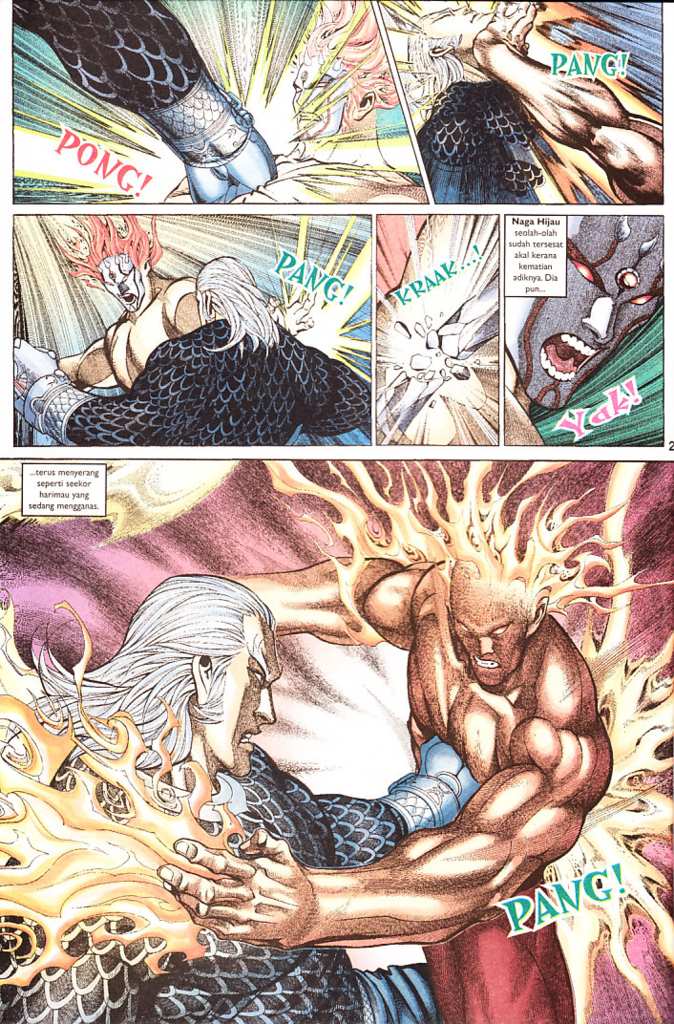 PONG!
PANG!
PANG!
KRAAK...!
Naga Hijau
seolah-olah
sudah tersesat
akal kerana
kematian
adiknya. Dia
pun...
Yak!
2
...terus menyerang
seperti seekor
harimau yang
sedang mengganas.
PANG!